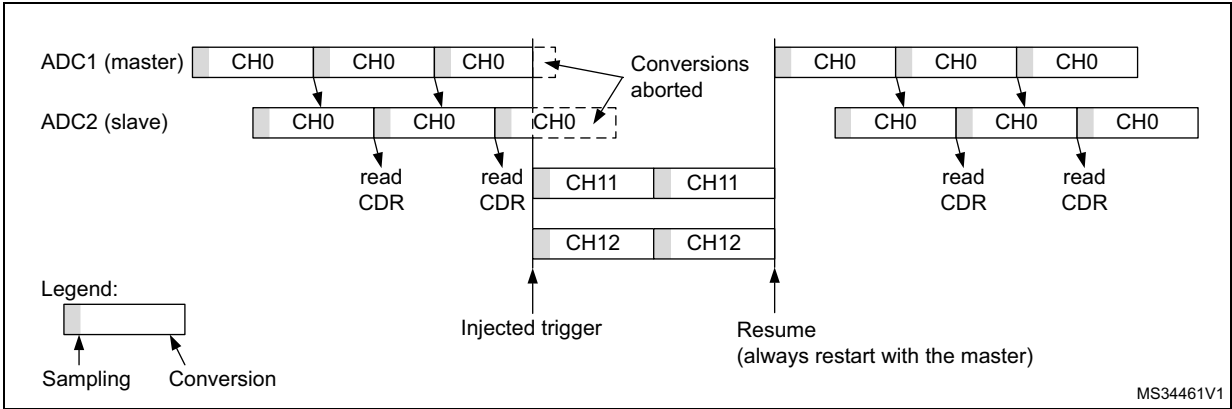 ADC1 (master)
CH0 CH0 CH0
Conversions
aborted
CH0 CH0 CH0
ADC2 (slave)
CH0 CH0 CH0
CH0 CH0 CH0
read
CDR
read
CDR
read
CDR
read
CDR
CH11 CH11
CH12 CH12
Legend:
Sampling
Conversion
Injected trigger
Resume
(always restart with the master)
MS34461V1